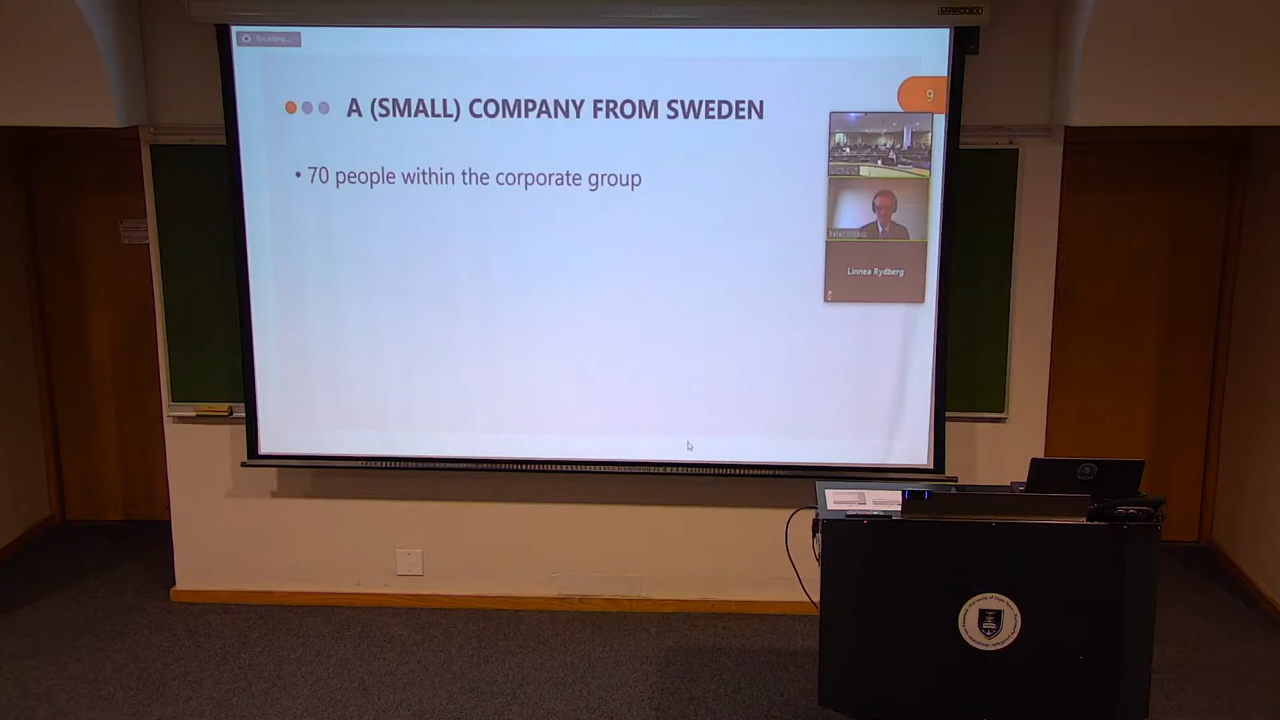 Recording...
A (SMALL) COMPANY FROM SWEDEN
9
• 70 people within the corporate group
Linnea Rydberg